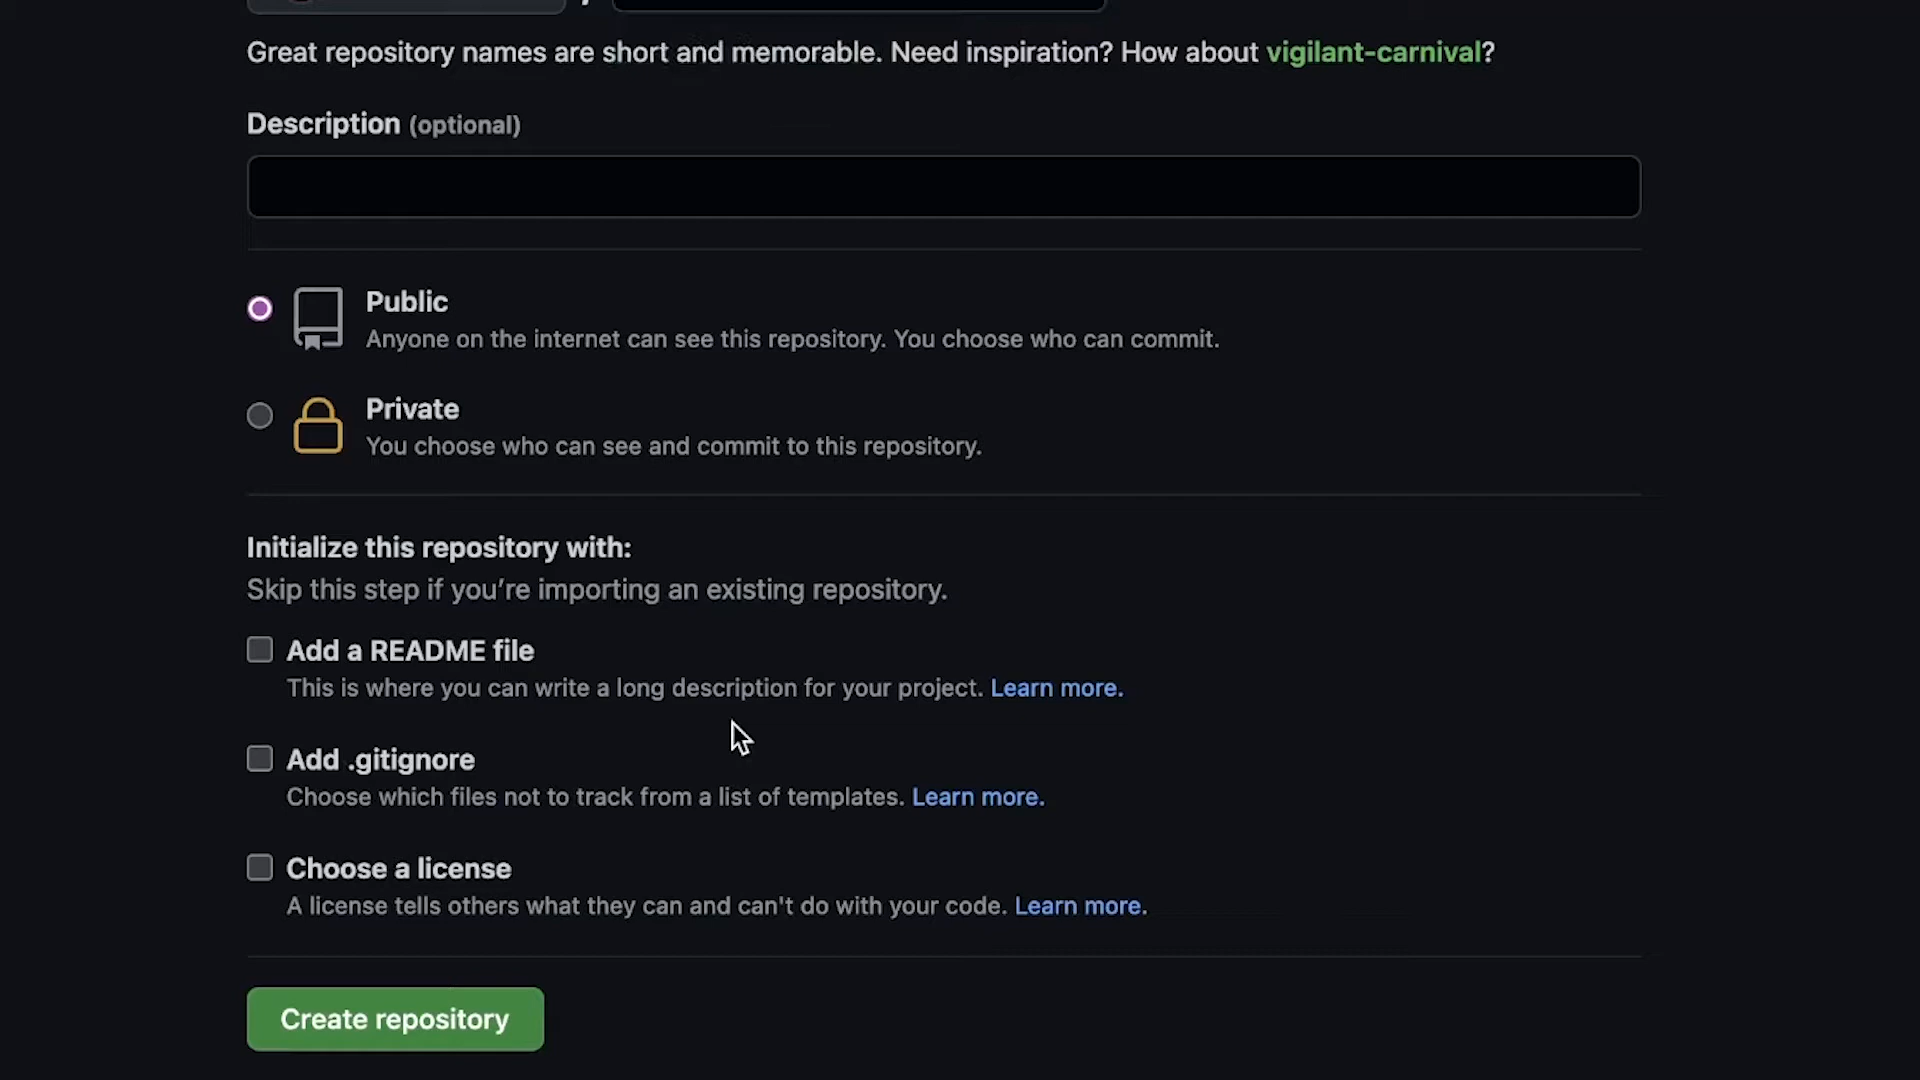 /
Great repository names are short and memorable. Need inspiration? How about vigilant-carnival?
Description (optional)
Public
Anyone on the internet can see this repository. You choose who can commit.
Private
You choose who can see and commit to this repository.
Initialize this repository with:
Skip this step if you’re importing an existing repository.
Add a README file
This is where you can write a long description for your project. Learn more.
Add .gitignore
Choose which files not to track from a list of templates. Learn more.
Choose a license
A license tells others what they can and can't do with your code. Learn more.
Create repository